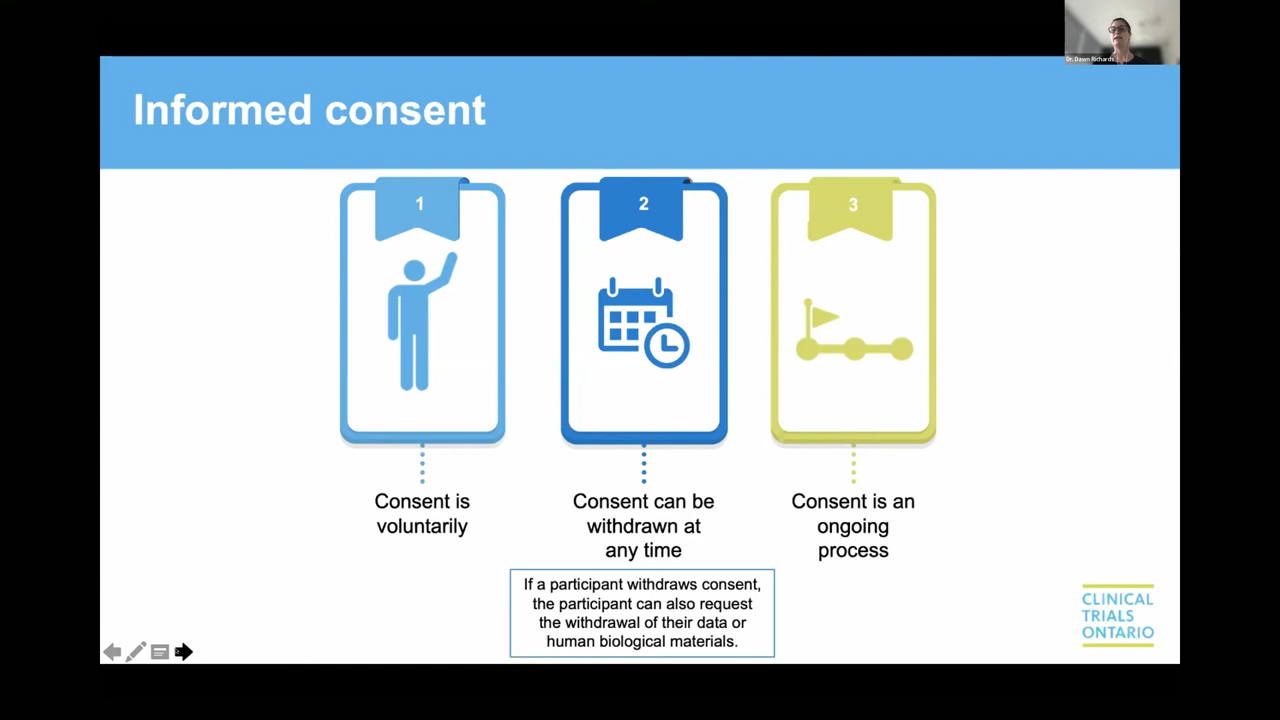 Dr. Dawn Richards
Informed consent
1
2
3
Consent is
voluntarily
Consent can be
withdrawn at
any time
Consent is an
ongoing
process
If a participant withdraws consent,
the participant can also request
the withdrawal of their data or
human biological materials.
CLINICAL
TRIALS
ONTARIO